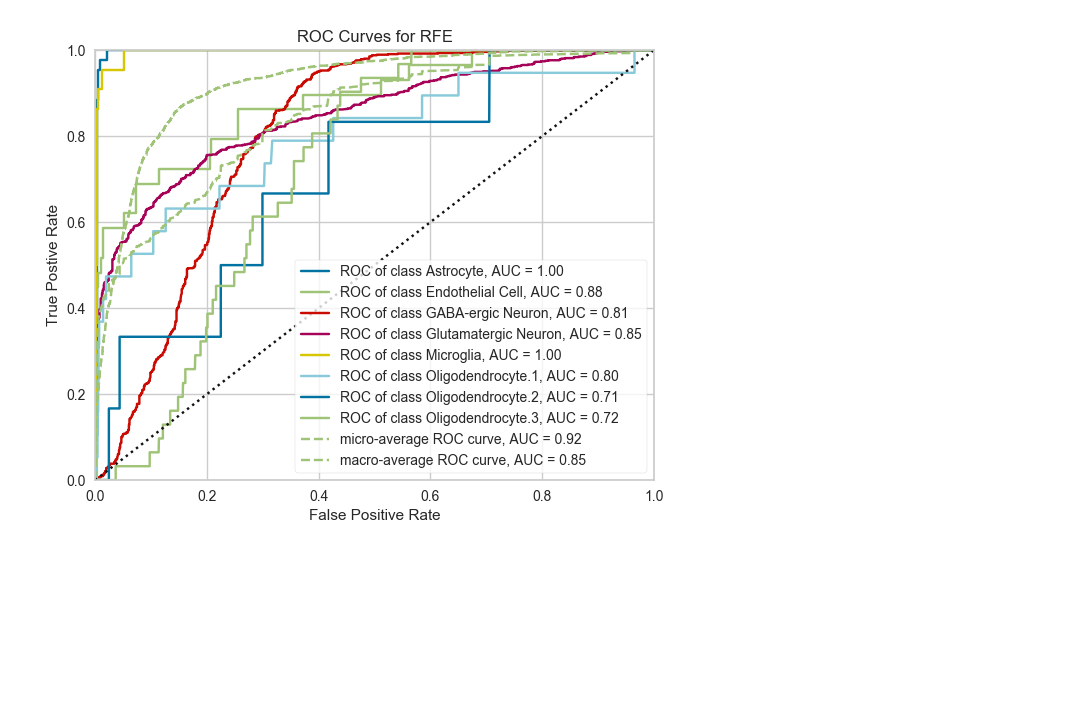 ROC Curves for RFE
1.0
0.8
0.6
0.4
0.2
0.0
True Postive Rate
ROC of class Astrocyte, AUC = 1.00
ROC of class Endothelial Cell, AUC = 0.88
ROC of class GABA-ergic Neuron, AUC = 0.81
ROC of class Glutamatergic Neuron, AUC = 0.85
ROC of class Microglia, AUC = 1.00
ROC of class Oligodendrocyte.1, AUC = 0.80
ROC of class Oligodendrocyte.2, AUC = 0.71
ROC of class Oligodendrocyte.3, AUC = 0.72
micro-average ROC curve, AUC = 0.92
macro-average ROC curve, AUC = 0.85
0.0 0.2 0.4 0.6 0.8 1.0
False Positive Rate